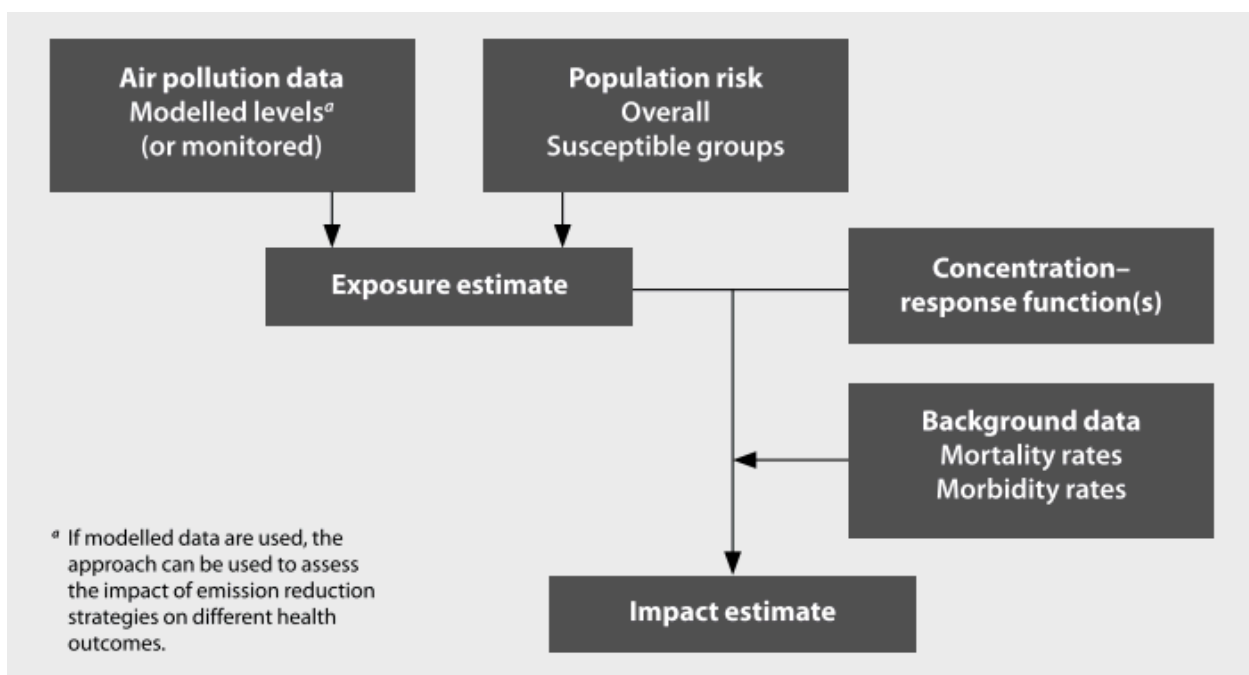 Air pollution data
Modelled levelsᵃ
(or monitored)
Population risk
Overall
Susceptible groups
Exposure estimate
Concentration–
response function(s)
Background data
Mortality rates
Morbidity rates
ᵃ If modelled data are used, the
approach can be used to assess
the impact of emission reduction
strategies on different health
outcomes.
Impact estimate